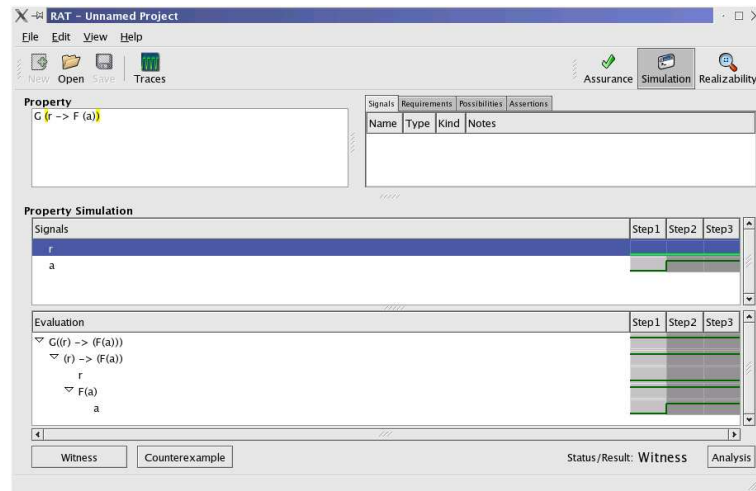 RAT - Unnamed Project
File Edit View Help
New Open Save Traces Assurance Simulation Realizability
Property
G (r -> F (a))
Signals Requirements Possibilities Assertions
Name Type Kind Notes
Property Simulation
Signals Step1 Step2 Step3
r
a
Evaluation Step1 Step2 Step3
G((r) -> (F(a)))
(r) -> (F(a))
r
F(a)
a
Witness Counterexample Status/Result: Witness Analysis